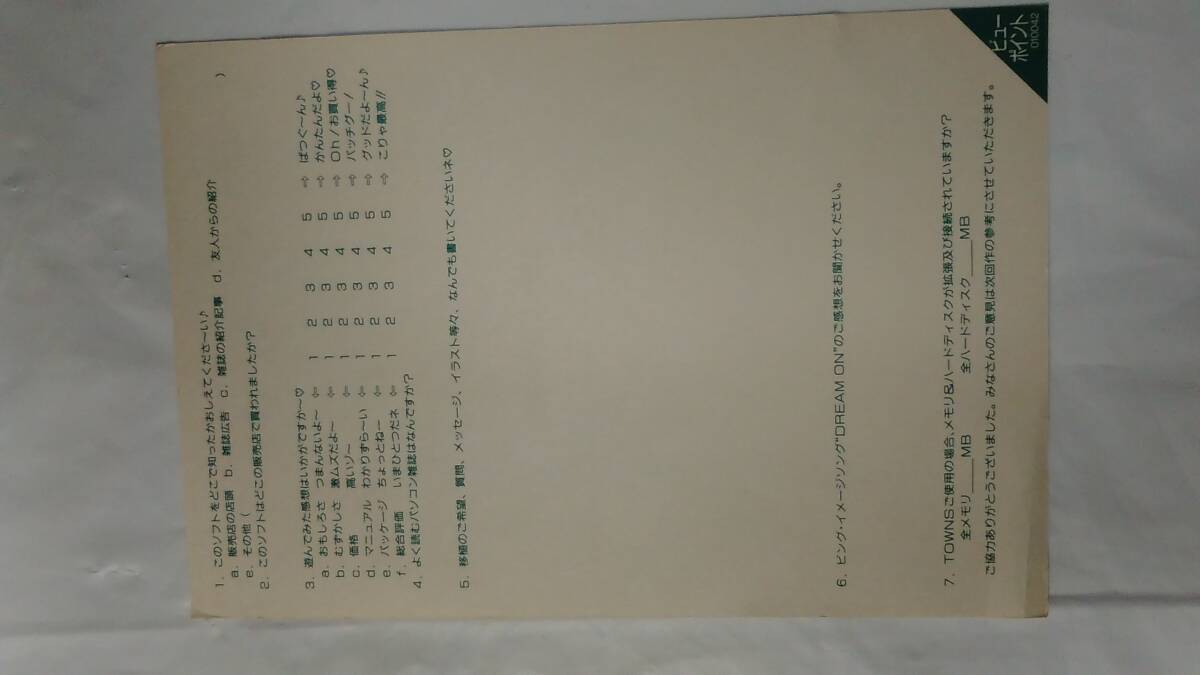 ビュー
ポイント
010042
1．このソフトをどこで知ったかおしえてくださ〜い♪
a．販売店の店頭　b．雑誌広告　c．雑誌の紹介記事　d．友人からの紹介
e．その他（　　　　）
2．このソフトはどこの販売店で買われましたか？
3．遊んでみた感想はいかがですか〜♡
a．おもしろさ　つまんないよ〜　⇦　1　2　3　4　5　⇨　ばつぐ〜ん♪
b．むずかしさ　激ムズだよ〜　⇦　1　2　3　4　5　⇨　かんたんだよ♡
c．価格　高いゾ〜　⇦　1　2　3　4　5　⇨　Oh！お買い得♡
d．マニュアル　わかりずら〜い　⇦　1　2　3　4　5　⇨　バッチグー！
e．パッケージ　ちょっとねー　⇦　1　2　3　4　5　⇨　グッドだよ〜ん♪
f．総合評価　いまひとつだネ　⇦　1　2　3　4　5　⇨　こりゃ最高!!
4．よく読むパソコン雑誌はなんですか？
5．移植のご希望、質問、メッセージ、イラスト等々、なんでも書いてくださいネ♡
6．ビング・イメージソング“DREAM ON”のご感想をお聞かせください。
7．TOWNSご使用の場合、メモリ&ハードディスクが拡張及び接続されていますか？
全メモリ＿＿＿MB　　全ハードディスク＿＿＿MB
ご協力ありがとうございました。みなさんのご意見は次回作の参考にさせていただきます。